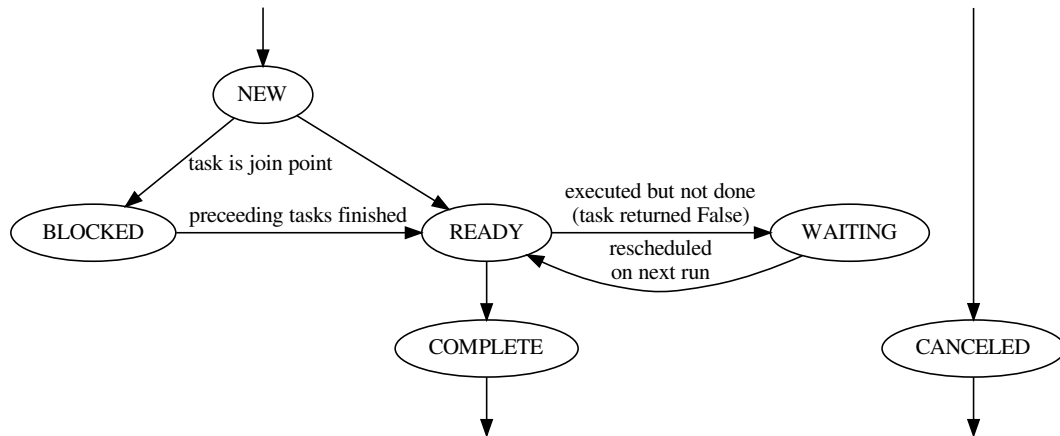 NEW
task is join point
executed but not done
(task returned False)
BLOCKED
preceeding tasks finished
READY
WAITING
rescheduled
on next run
COMPLETE
CANCELED